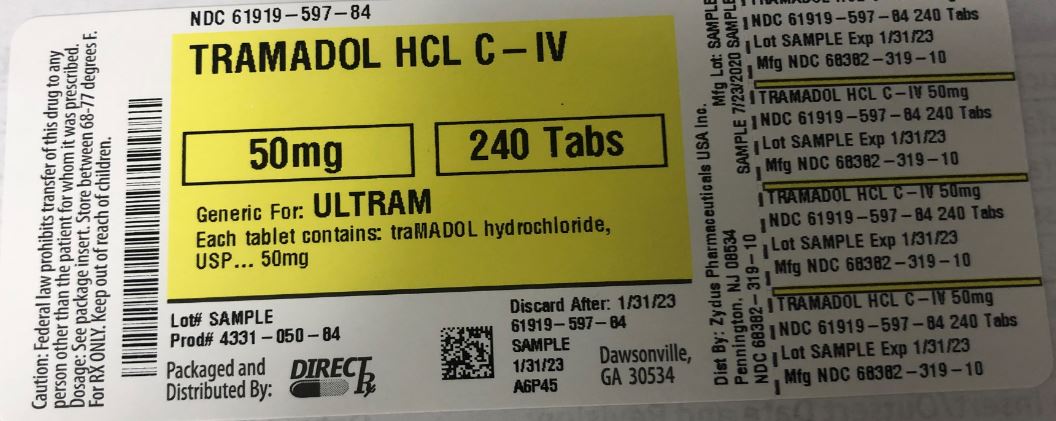 NDC 61919-597-84
TRAMADOL HCL C-IV
50mg
240 Tabs
Generic For: ULTRAM
Each tablet contains: traMADOL hydrochloride,
USP... 50mg
Lot# SAMPLE
Prod# 4331-050-84
Packaged and
Distributed By:
DIRECT Rx
Discard After: 1/31/23
61919-597-84
SAMPLE
1/31/23
A6P45
Dawsonville,
GA 30534
Caution: Federal law prohibits transfer of this drug to any
person other than the patient for whom it was prescribed.
Dosage: See package insert. Store between 68-77 degrees F.
For RX ONLY. Keep out of reach of children.
Mfg Lot: SAMPLE
SAMPLE 7/23/2020 SAMPLE
Dist By: Zydus Pharmaceuticals USA Inc.
Pennington, NJ 08534
NDC 68382-319-10
NDC 61919-597-84 240 Tabs
Lot SAMPLE Exp 1/31/23
Mfg NDC 68382-319-10
TRAMADOL HCL C-IV 50mg
NDC 61919-597-84 240 Tabs
Lot SAMPLE Exp 1/31/23
Mfg NDC 68382-319-10
TRAMADOL HCL C-IV 50mg
NDC 61919-597-84 240 Tabs
Lot SAMPLE Exp 1/31/23
Mfg NDC 68382-319-10
TRAMADOL HCL C-IV 50mg
NDC 61919-597-84 240 Tabs
Lot SAMPLE Exp 1/31/23
Mfg NDC 68382-319-10